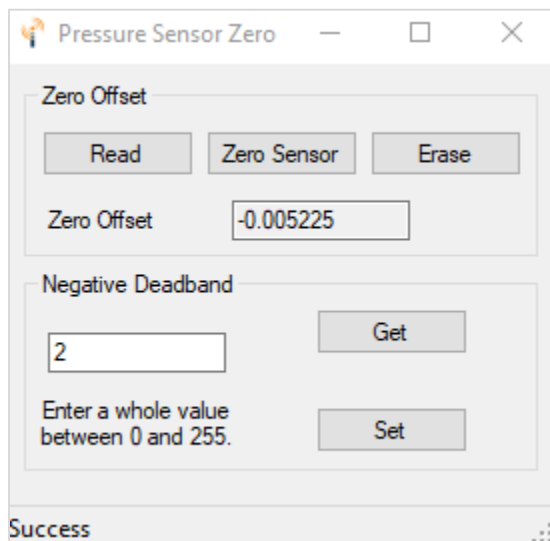 Pressure Sensor Zero
Zero Offset
Read Zero Sensor Erase
Zero Offset -0.005225
Negative Deadband
Get
2
Enter a whole value
between 0 and 255.
Set
Success